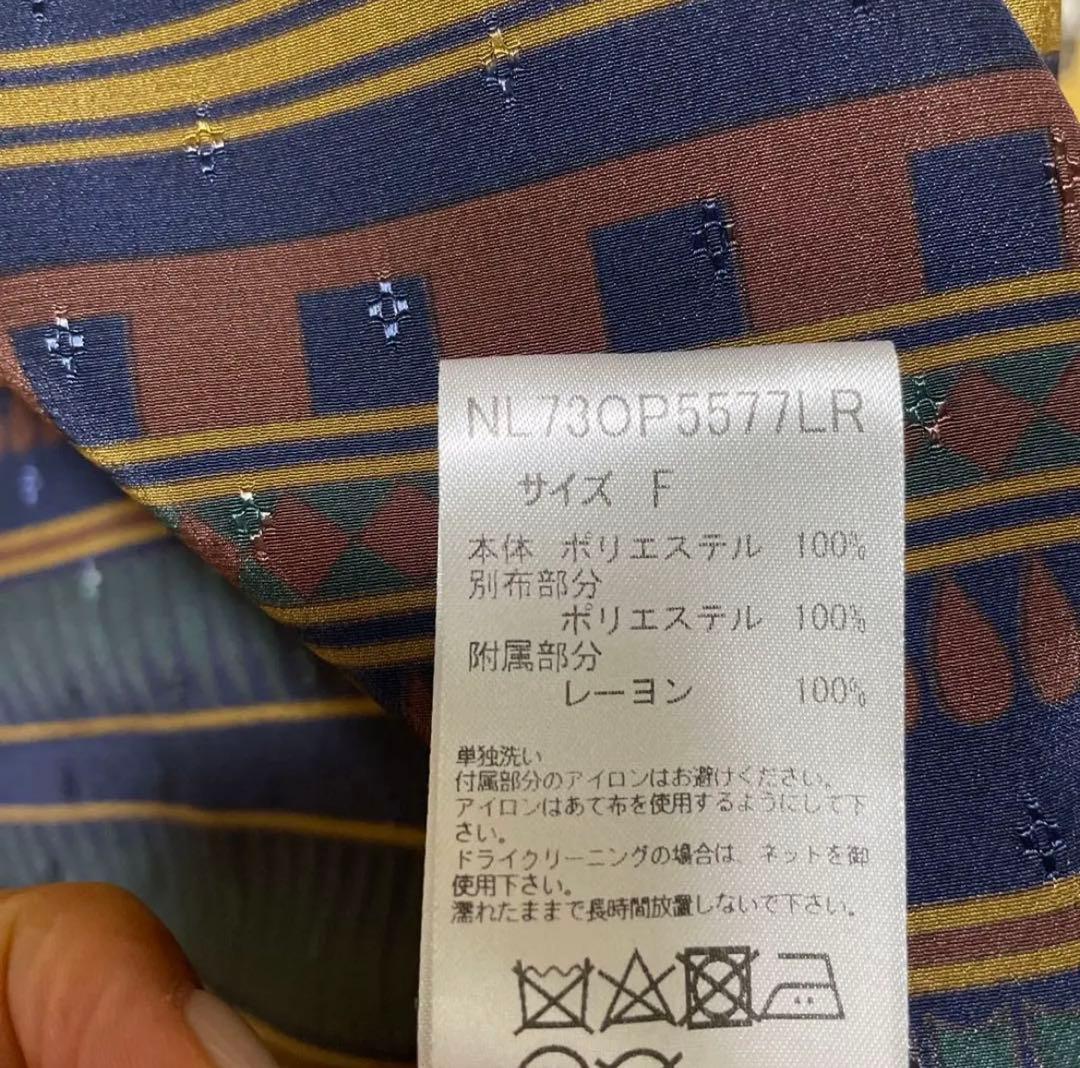 NL73OP5577LR
サイズ F
本体 ポリエステル 100%
別布部分
ポリエステル 100%
附属部分
レーヨン 100%
単独洗い
付属部分のアイロンはお避けください。
アイロンはあて布を使用するようにして下
さい。
ドライクリーニングの場合は、ネットを御
使用下さい。
濡れたままで長時間放置しないで下さい。